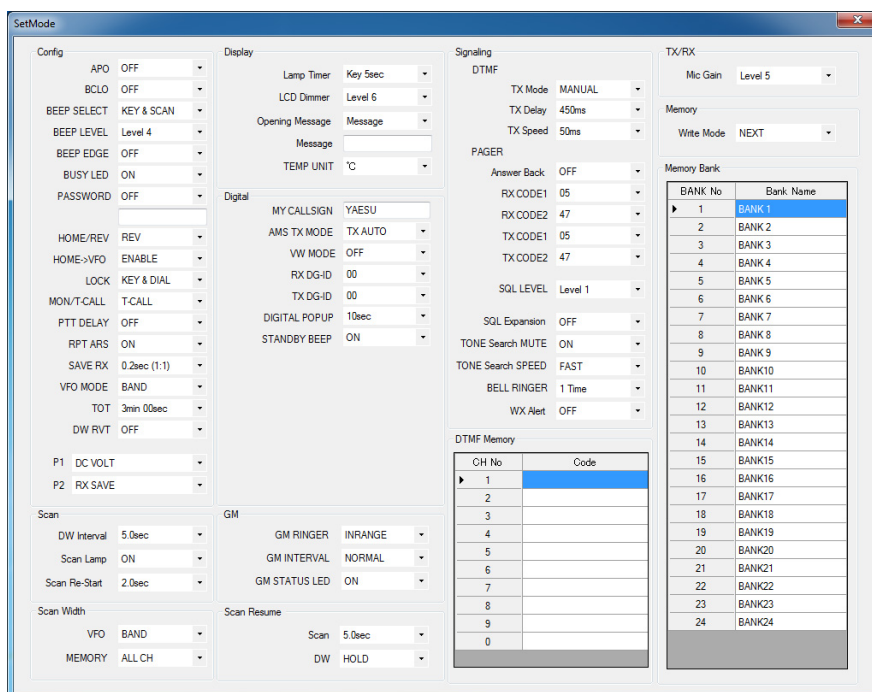 SetMode
Config
APO OFF
BCLO OFF
BEEP SELECT KEY & SCAN
BEEP LEVEL Level 4
BEEP EDGE OFF
BUSY LED ON
PASSWORD OFF
HOME/REV REV
HOME->VFO ENABLE
LOCK KEY & DIAL
MON/T-CALL T-CALL
PTT DELAY OFF
RPT ARS ON
SAVE RX 0.2sec (1:1)
VFO MODE BAND
TOT 3min 00sec
DW RVT OFF
P1 DC VOLT
P2 RX SAVE
Scan
DW Interval 5.0sec
Scan Lamp ON
Scan Re-Start 2.0sec
Scan Width
VFO BAND
MEMORY ALL CH
Display
Lamp Timer Key 5sec
LCD Dimmer Level 6
Opening Message Message
Message
TEMP UNIT °C
Digital
MY CALLSIGN YAESU
AMS TX MODE TX AUTO
VW MODE OFF
RX DG-ID 00
TX DG-ID 00
DIGITAL POPUP 10sec
STANDBY BEEP ON
GM
GM RINGER INRANGE
GM INTERVAL NORMAL
GM STATUS LED ON
Scan Resume
Scan 5.0sec
DW HOLD
Signaling
DTMF
TX Mode MANUAL
TX Delay 450ms
TX Speed 50ms
PAGER
Answer Back OFF
RX CODE1 05
RX CODE2 47
TX CODE1 05
TX CODE2 47
SQL LEVEL Level 1
SQL Expansion OFF
TONE Search MUTE ON
TONE Search SPEED FAST
BELL RINGER 1 Time
WX Alert OFF
DTMF Memory
CH No Code
1
2
3
4
5
6
7
8
9
0
TX/RX
Mic Gain Level 5
Memory
Write Mode NEXT
Memory Bank
BANK No Bank Name
1 BANK 1
2 BANK 2
3 BANK 3
4 BANK 4
5 BANK 5
6 BANK 6
7 BANK 7
8 BANK 8
9 BANK 9
10 BANK10
11 BANK11
12 BANK12
13 BANK13
14 BANK14
15 BANK15
16 BANK16
17 BANK17
18 BANK18
19 BANK19
20 BANK20
21 BANK21
22 BANK22
23 BANK23
24 BANK24